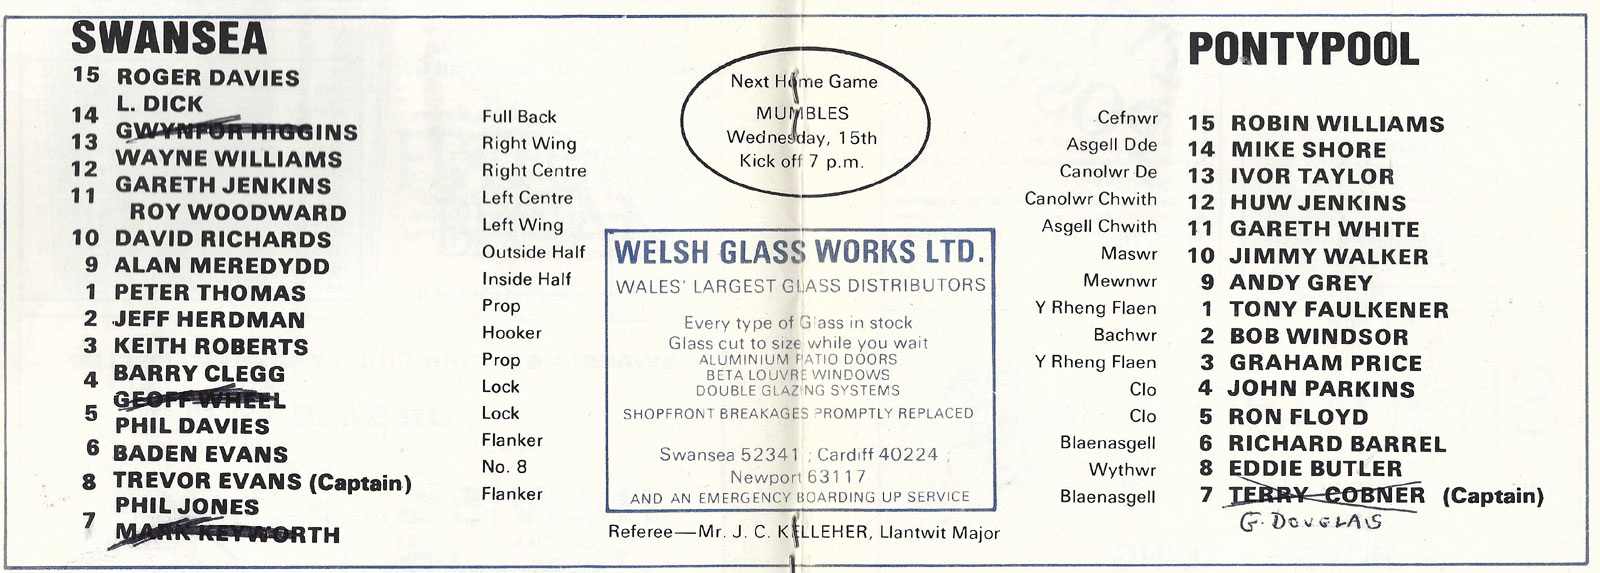 SWANSEA
15 ROGER DAVIES
L. DICK
14 GWYNFOR HIGGINS
13 WAYNE WILLIAMS
12 GARETH JENKINS
11 ROY WOODWARD
10 DAVID RICHARDS
9 ALAN MEREDYDD
1 PETER THOMAS
2 JEFF HERDMAN
3 KEITH ROBERTS
4 BARRY CLEGG
GEOFF WHEEL
5 PHIL DAVIES
6 BADEN EVANS
8 TREVOR EVANS (Captain)
PHIL JONES
7 MARK KEYWORTH
Full Back
Right Wing
Right Centre
Left Centre
Left Wing
Outside Half
Inside Half
Prop
Hooker
Prop
Lock
Lock
Flanker
No. 8
Flanker
Next Home Game
MUMBLES
Wednesday, 15th
Kick off 7 p.m.
WELSH GLASS WORKS LTD.
WALES' LARGEST GLASS DISTRIBUTORS
Every type of Glass in stock
Glass cut to size while you wait
ALUMINIUM PATIO DOORS
BETA LOUVRE WINDOWS
DOUBLE GLAZING SYSTEMS
SHOPFRONT BREAKAGES PROMPTLY REPLACED
Swansea 52341 ; Cardiff 40224 ;
Newport 63117
AND AN EMERGENCY BOARDING UP SERVICE
Referee—Mr. J. C. KELLEHER, Llantwit Major
Cefnwr
Asgell Dde
Canolwr De
Canolwr Chwith
Asgell Chwith
Maswr
Mewnwr
Y Rheng Flaen
Bachwr
Y Rheng Flaen
Clo
Clo
Blaenasgell
Wythwr
Blaenasgell
PONTYPOOL
15 ROBIN WILLIAMS
14 MIKE SHORE
13 IVOR TAYLOR
12 HUW JENKINS
11 GARETH WHITE
10 JIMMY WALKER
9 ANDY GREY
1 TONY FAULKENER
2 BOB WINDSOR
3 GRAHAM PRICE
4 JOHN PARKINS
5 RON FLOYD
6 RICHARD BARREL
8 EDDIE BUTLER
7 TERRY COBNER (Captain)
G. DOUGLAS